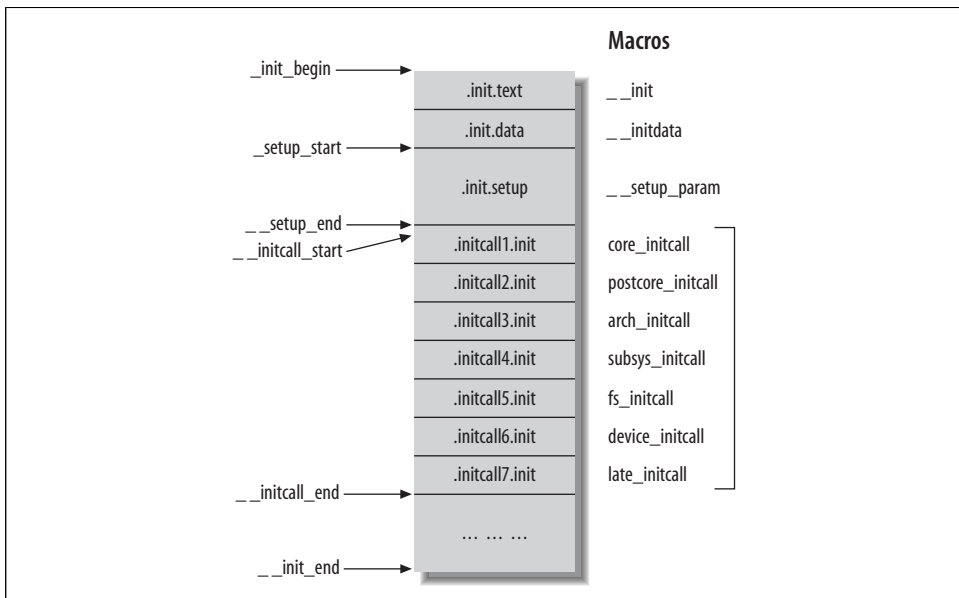 Macros
_init_begin
.init.text
_ _init
.init.data
_ _initdata
_setup_start
.init.setup
_ _setup_param
_ _setup_end
_ _initcall_start
.initcall1.init
core_initcall
.initcall2.init
postcore_initcall
.initcall3.init
arch_initcall
.initcall4.init
subsys_initcall
.initcall5.init
fs_initcall
.initcall6.init
device_initcall
.initcall7.init
late_initcall
_ _initcall_end
... ... ...
_ _init_end